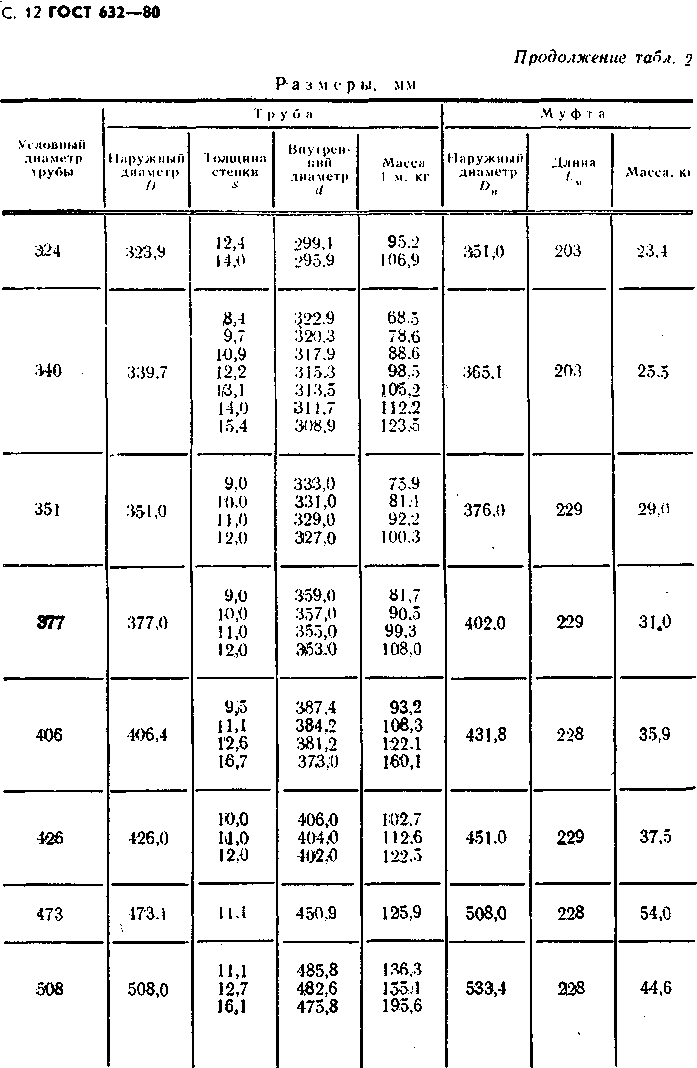 С. 12 ГОСТ 632—80
Продолжение табл. 2
Размеры, мм
Условный диаметр трубы | Труба | Муфта
Наружный диаметр D | Толщина стенки s | Внутренний диаметр d | Масса 1 м, кг | Наружный диаметр Dн | Длина Lм | Масса, кг
324 | 323,9 | 12,4 | 299,1 | 95,2 | 351,0 | 203 | 23,4
14,0 | 295,9 | 106,9
340 | 339,7 | 8,4 | 322,9 | 68,5 | 365,1 | 203 | 25,5
9,7 | 320,3 | 78,6
10,9 | 317,9 | 88,6
12,2 | 315,3 | 98,5
13,1 | 313,5 | 105,2
14,0 | 311,7 | 112,2
15,4 | 308,9 | 123,5
351 | 351,0 | 9,0 | 333,0 | 75,9 | 376,0 | 229 | 29,0
10,0 | 331,0 | 
11,0 | 329,0 | 92,2
12,0 | 327,0 | 100,3
377 | 377,0 | 9,0 | 359,0 | 81,7 | 402,0 | 229 | 31,0
10,0 | 357,0 | 90,5
11,0 | 355,0 | 99,3
12,0 | 353,0 | 108,0
406 | 406,4 | 9,5 | 387,4 | 93,2 | 431,8 | 228 | 35,9
11,1 | 384,2 | 108,3
12,6 | 381,2 | 122,1
16,7 | 373,0 | 160,1
426 | 426,0 | 10,0 | 406,0 | 102,7 | 451,0 | 229 | 37,5
11,0 | 404,0 | 112,6
12,0 | 402,0 | 122,5
473 | 473,1 | 11,1 | 450,9 | 125,9 | 508,0 | 228 | 54,0
508 | 508,0 | 11,1 | 485,8 | 136,3 | 533,4 | 228 | 44,6
12,7 | 482,6 | 
16,1 | 475,8 | 195,6